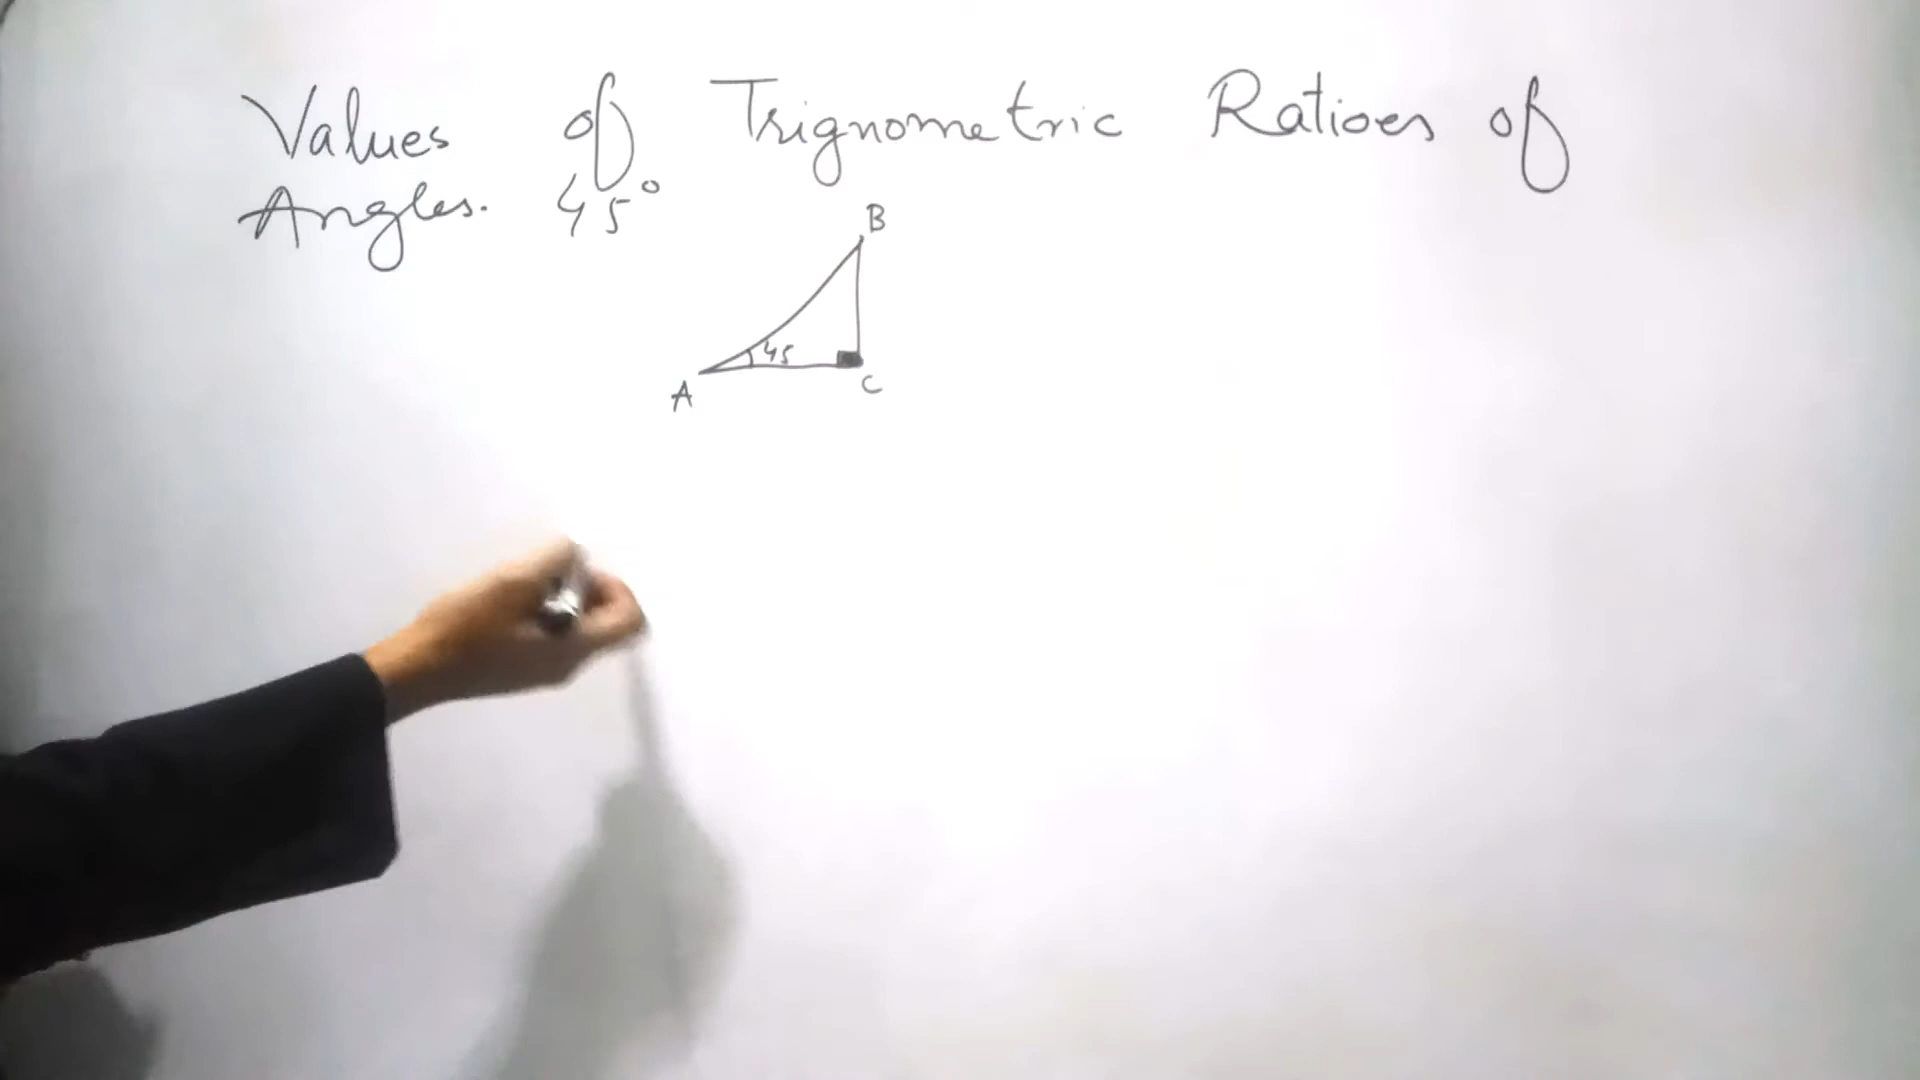 Values of Trignometric Ratioes of
Angles. 45°
B
45
A
C